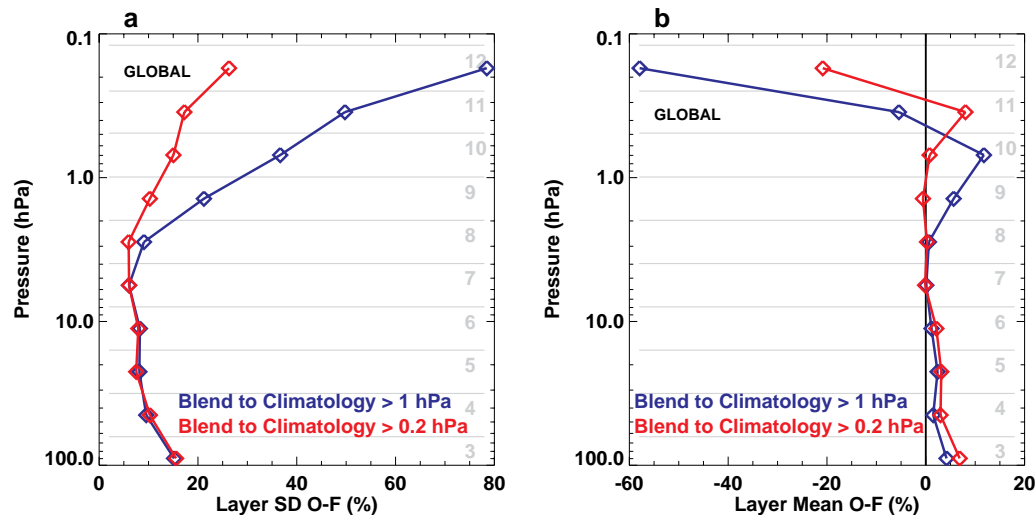 a
0.1
GLOBAL
12
11
10
1.0
9
8
7
10.0
6
5
Blend to Climatology > 1 hPa
4
Blend to Climatology > 0.2 hPa
3
100.0
0 20 40 60 80
Layer SD O-F (%)
Pressure (hPa)
b
0.1
12
GLOBAL
11
10
1.0
9
8
7
10.0
6
5
Blend to Climatology > 1 hPa
4
Blend to Climatology > 0.2 hPa
3
100.0
-60 -40 -20 0 20
Layer Mean O-F (%)
Pressure (hPa)